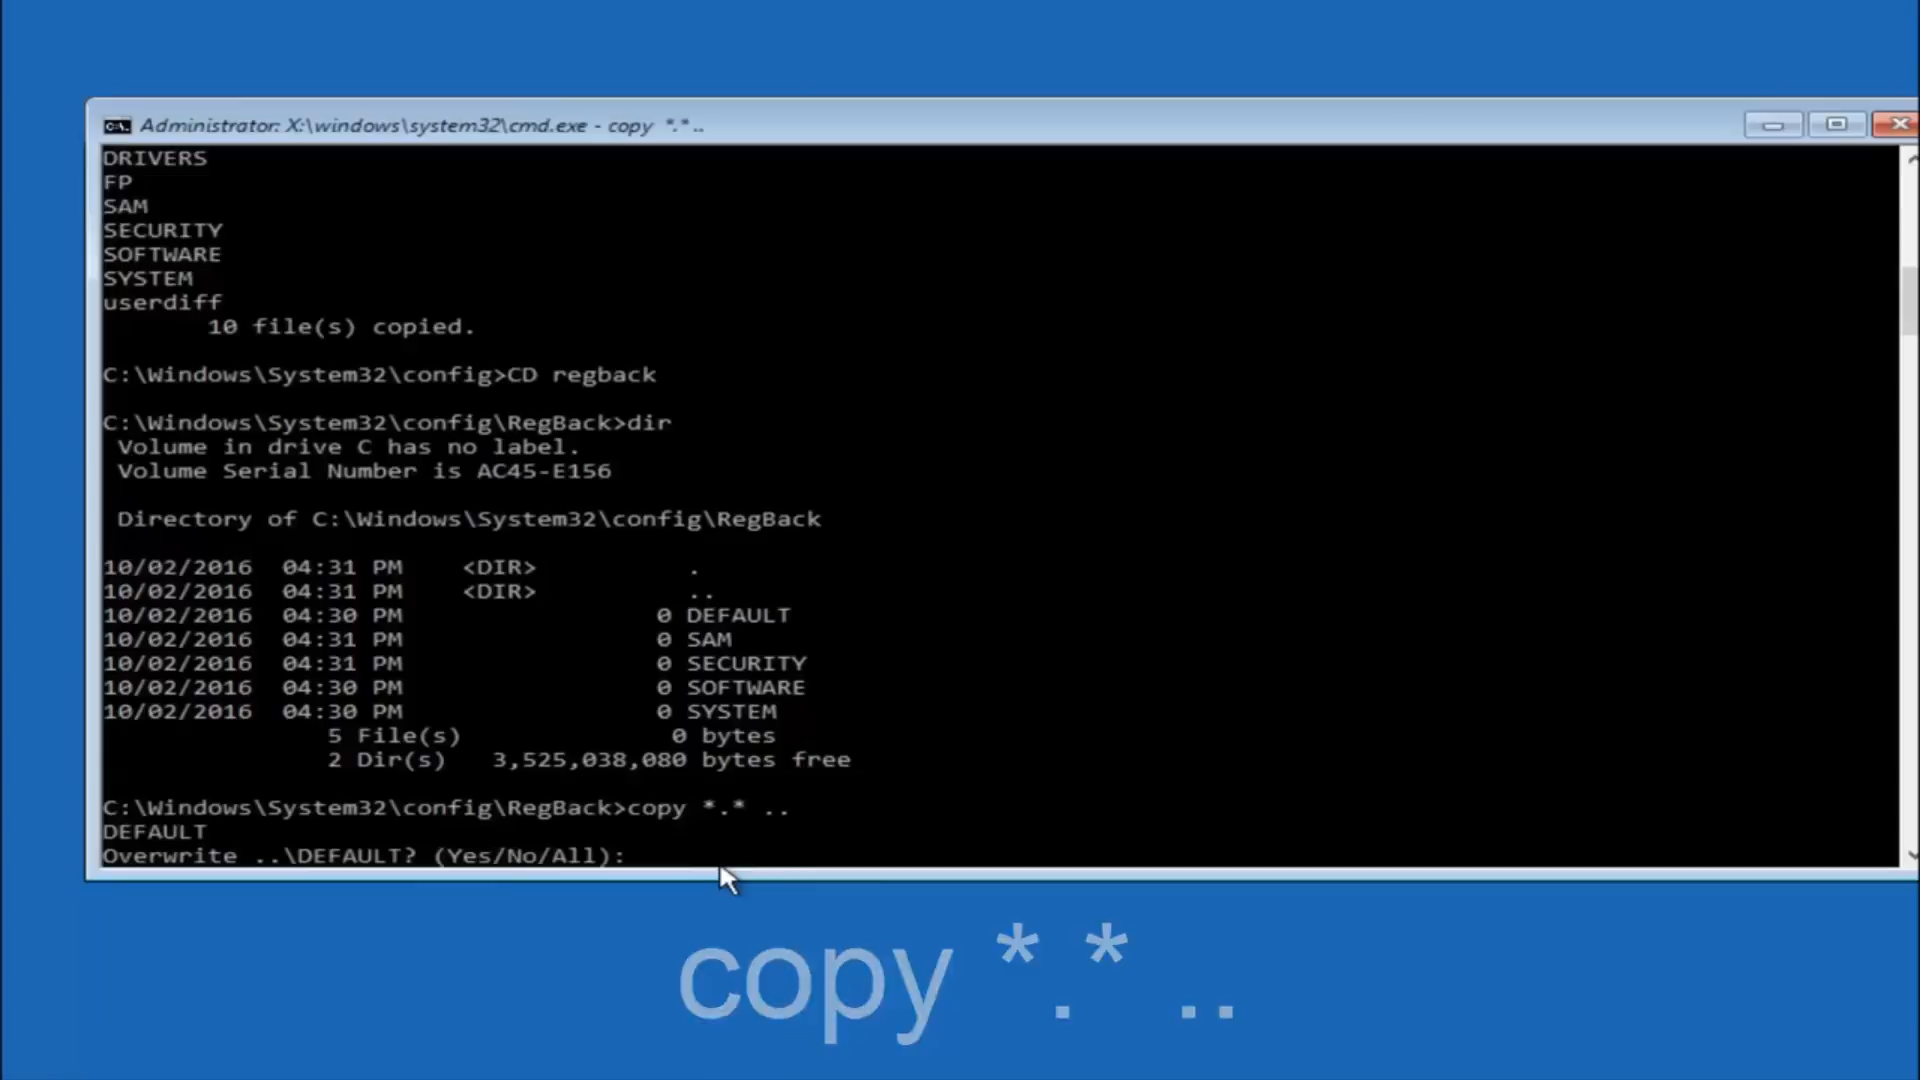 Administrator: X:\windows\system32\cmd.exe - copy *.* ..
DRIVERS
FP
SAM
SECURITY
SOFTWARE
SYSTEM
userdiff
10 file(s) copied.
C:\Windows\System32\config>CD regback
C:\Windows\System32\config\RegBack>dir
Volume in drive C has no label.
Volume Serial Number is AC45-E156
Directory of C:\Windows\System32\config\RegBack
10/02/2016 04:31 PM <DIR> .
10/02/2016 04:31 PM <DIR> ..
10/02/2016 04:30 PM 0 DEFAULT
10/02/2016 04:31 PM 0 SAM
10/02/2016 04:31 PM 0 SECURITY
10/02/2016 04:30 PM 0 SOFTWARE
10/02/2016 04:30 PM 0 SYSTEM
5 File(s) 0 bytes
2 Dir(s) 3,525,038,080 bytes free
C:\Windows\System32\config\RegBack>copy *.* ..
DEFAULT
Overwrite ..\DEFAULT? (Yes/No/All):
copy *.* ..